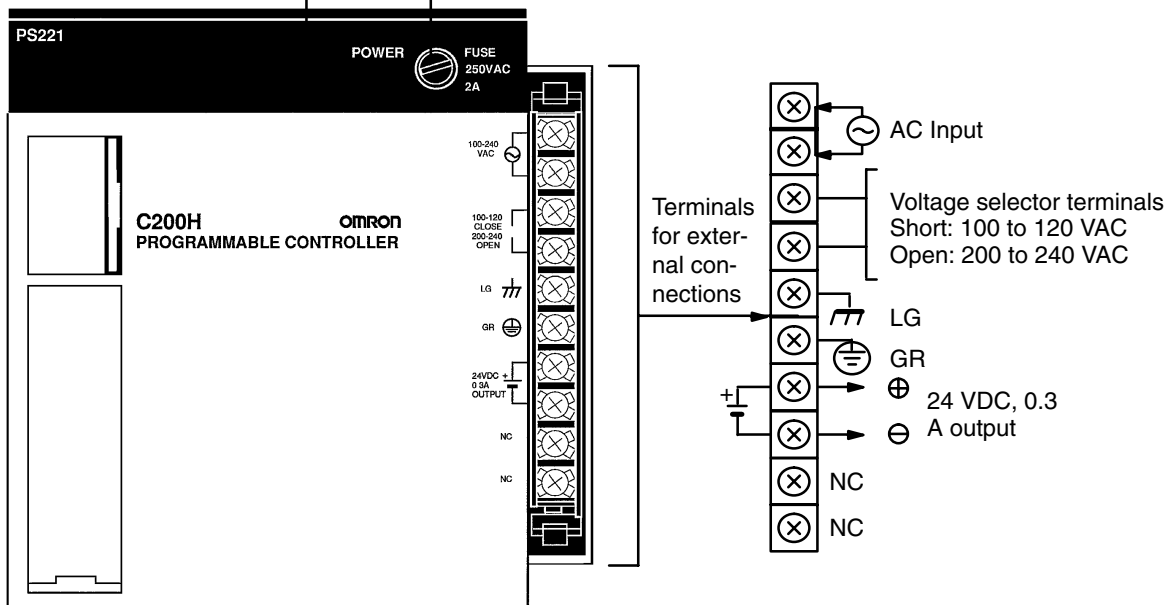 PS221
POWER
FUSE
250VAC
2A
C200H
OMRON
PROGRAMMABLE CONTROLLER
100-240
VAC
100-120
CLOSE
200-240
OPEN
LG
GR
24VDC +
0 3A
OUTPUT
NC
NC
Terminals
for exter-
nal con-
nections
AC Input
Voltage selector terminals
Short: 100 to 120 VAC
Open: 200 to 240 VAC
LG
GR
+
24 VDC, 0.3
A output
NC
NC